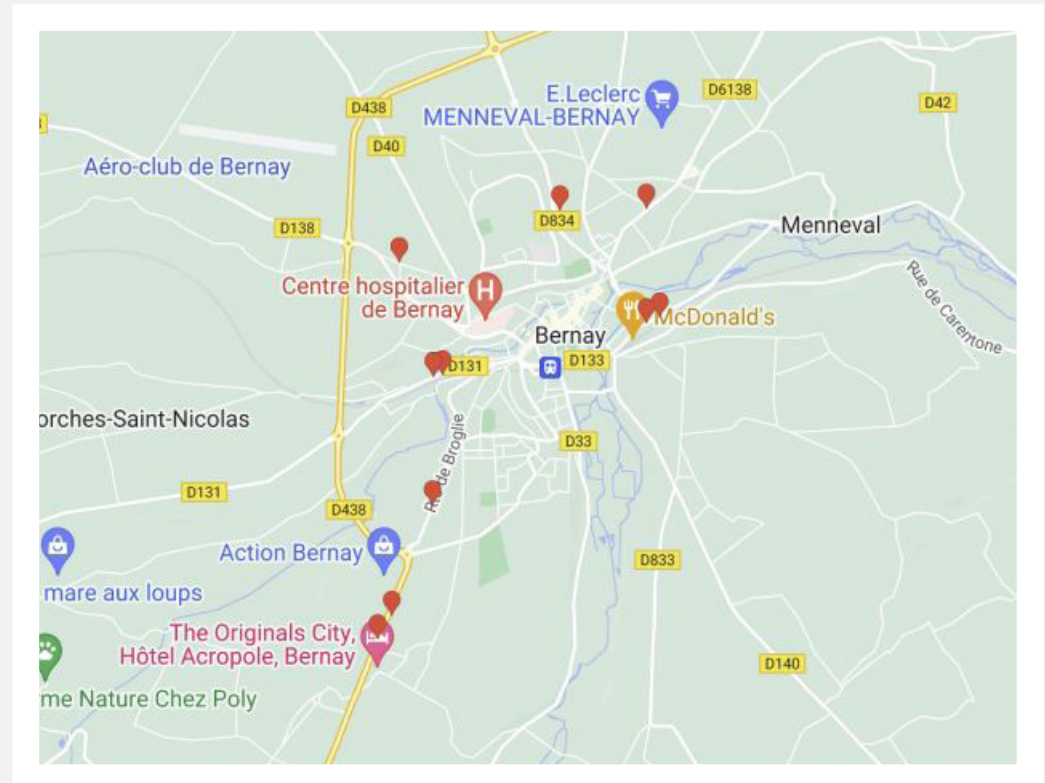 E.Leclerc
MENNEVAL-BERNAY
D6138
D42
D438
D40
Aéro-club de Bernay
D138
D834
Menneval
Centre hospitalier
de Bernay
H
Rue de Carentone
McDonald's
Bernay
D131
D133
orches-Saint-Nicolas
Rue de Broglie
D33
D131
D438
Action Bernay
D833
mare aux loups
The Originals City,
Hôtel Acropole, Bernay
D140
me Nature Chez Poly